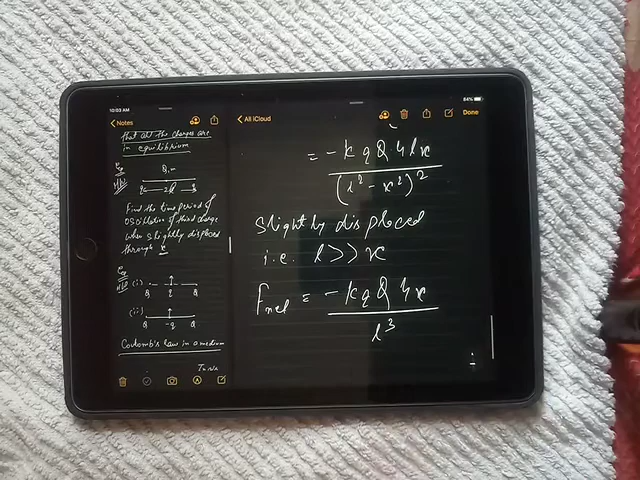 10:03 AM
64%
Notes
that all the charges are
in equilibrium
Find the time period of
oscillation of third charge
when slightly displaced
through x
(i)
Q q Q
(ii)
Q -q Q
Coulomb's law in a medium
All iCloud
Done
= -kqQ4lx
(l² - x²)²
Slightly displaced
i.e. l >> x
Fnet = -kqQ4x
l³